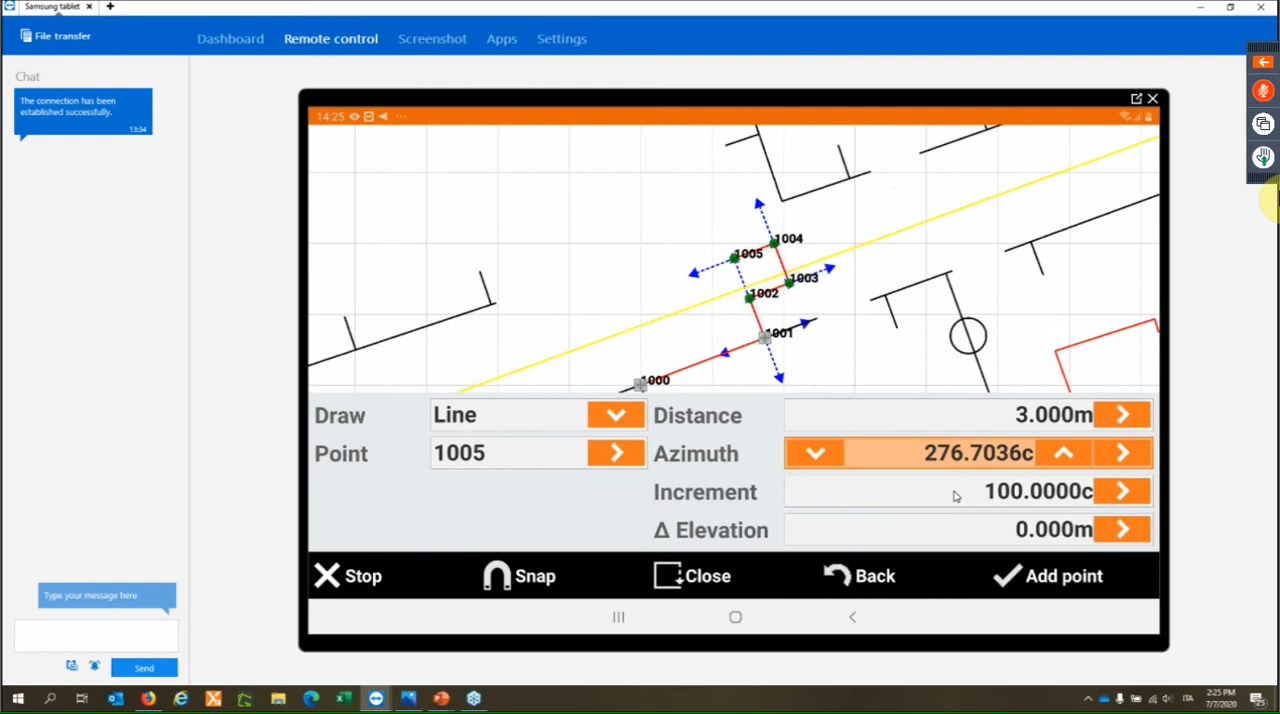 Samsung tablet
File transfer
Dashboard
Remote control
Screenshot
Apps
Settings
Chat
The connection has been
established successfully.
13:34
14:25
1004
1005
1003
1002
1001
1000
Draw
Line
Distance
3.000m
Point
1005
Azimuth
276.7036c
Increment
100.0000c
Δ Elevation
0.000m
Stop
Snap
Close
Back
Add point
Type your message here
Send
ITA
2:25 PM
7/7/2020
25